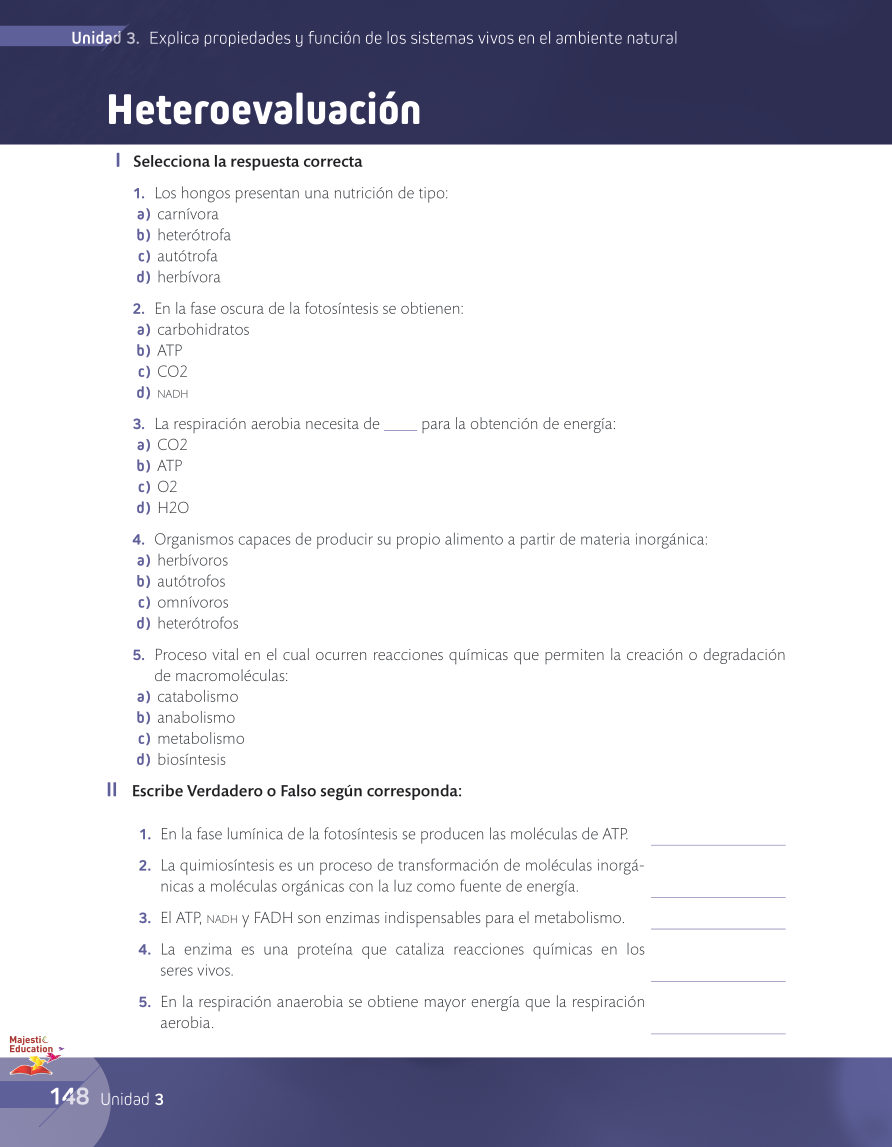 Unidad 3. Explica propiedades y función de los sistemas vivos en el ambiente natural
Heteroevaluación
I Selecciona la respuesta correcta
1. Los hongos presentan una nutrición de tipo:
a) carnívora
b) heterótrofa
c) autótrofa
d) herbívora
2. En la fase oscura de la fotosíntesis se obtienen:
a) carbohidratos
b) ATP
c) CO2
d) NADH
3. La respiración aerobia necesita de ____ para la obtención de energía:
a) CO2
b) ATP
c) O2
d) H2O
4. Organismos capaces de producir su propio alimento a partir de materia inorgánica:
a) herbívoros
b) autótrofos
c) omnívoros
d) heterótrofos
5. Proceso vital en el cual ocurren reacciones químicas que permiten la creación o degradación
de macromoléculas:
a) catabolismo
b) anabolismo
c) metabolismo
d) biosíntesis
II Escribe Verdadero o Falso según corresponda:
1. En la fase lumínica de la fotosíntesis se producen las moléculas de ATP.
2. La quimiosíntesis es un proceso de transformación de moléculas inorgá-
nicas a moléculas orgánicas con la luz como fuente de energía.
3. El ATP, NADH y FADH son enzimas indispensables para el metabolismo.
4. La enzima es una proteína que cataliza reacciones químicas en los
seres vivos.
5. En la respiración anaerobia se obtiene mayor energía que la respiración
aerobia.
Majestic
Education
148 Unidad 3